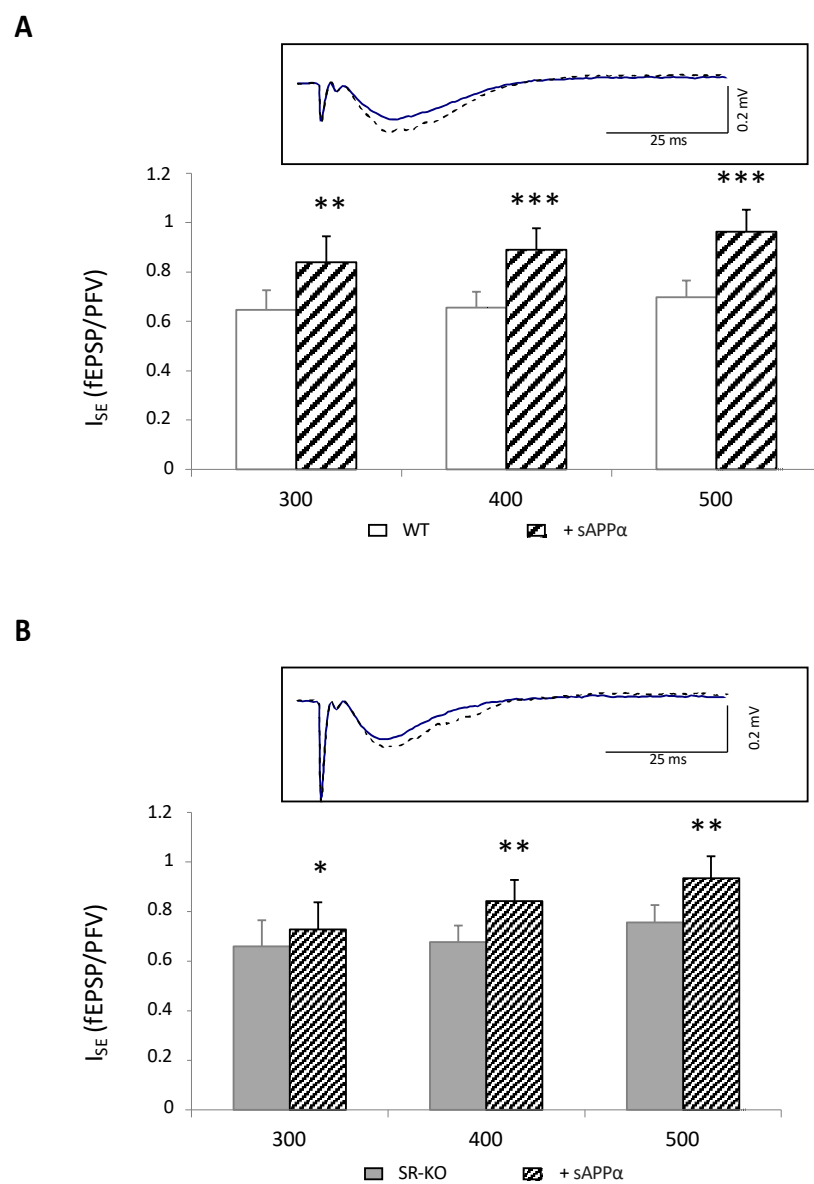 A
0.2 mV
25 ms
1.2
1
0.8
0.6
0.4
0.2
0
I_SE (fEPSP/PFV)
** *** ***
300 400 500
WT + sAPPα
B
0.2 mV
25 ms
1.2
1
0.8
0.6
0.4
0.2
0
I_SE (fEPSP/PFV)
* ** **
300 400 500
SR-KO + sAPPα